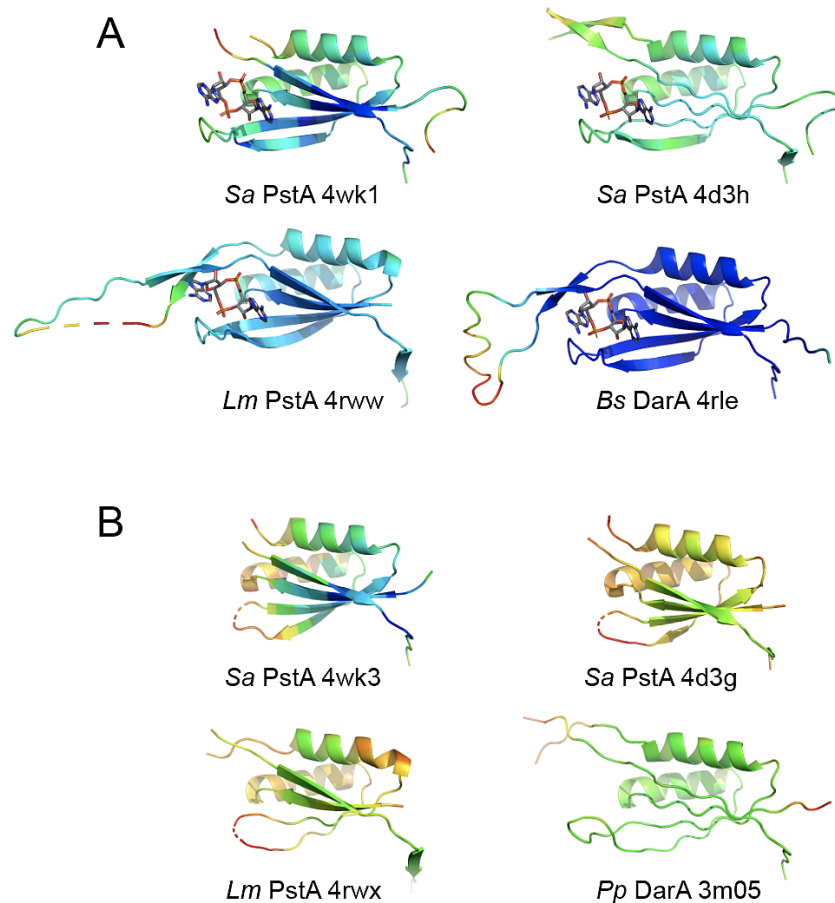 A
Sa PstA 4wk1
Sa PstA 4d3h
Lm PstA 4rww
Bs DarA 4rle
B
Sa PstA 4wk3
Sa PstA 4d3g
Lm PstA 4rwx
Pp DarA 3m05